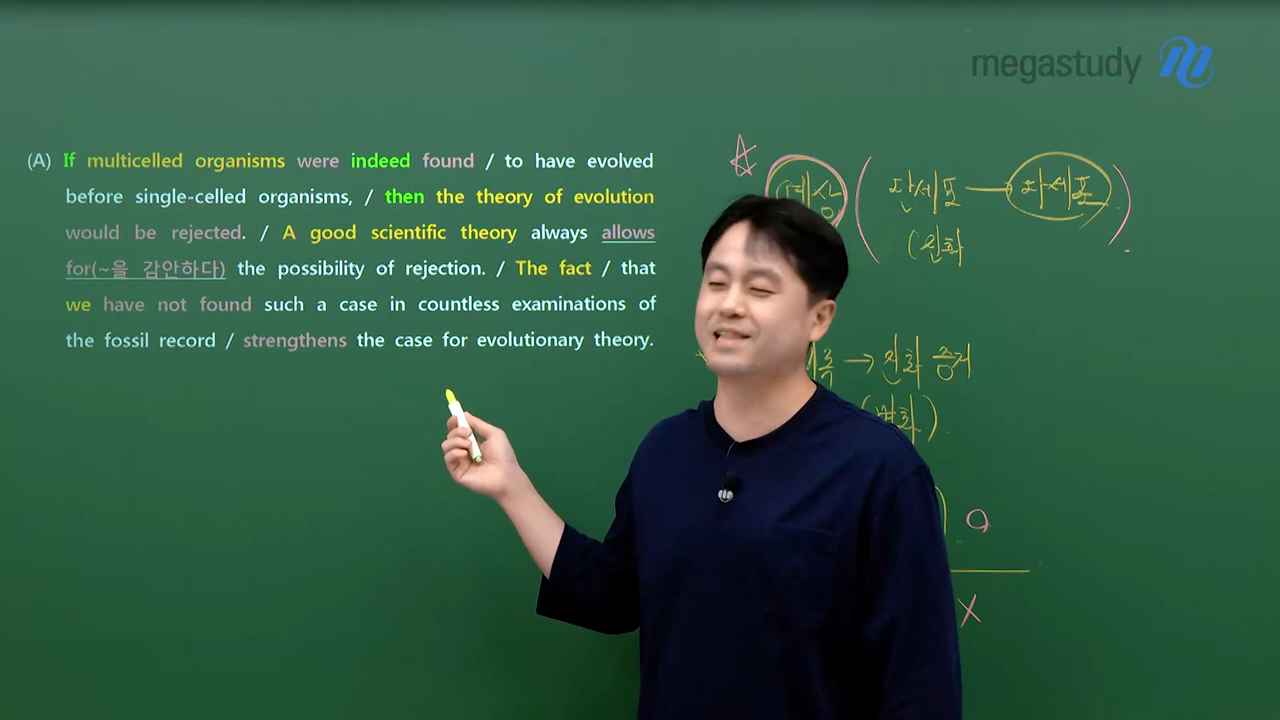 megastudy
(A) If multicelled organisms were indeed found / to have evolved
before single-celled organisms, / then the theory of evolution
would be rejected. / A good scientific theory always allows
for(~을 감안하다) the possibility of rejection. / The fact / that
we have not found such a case in countless examinations of
the fossil record / strengthens the case for evolutionary theory.
단세포 → 다세포
(진화
→ 진화 증거
(변화).